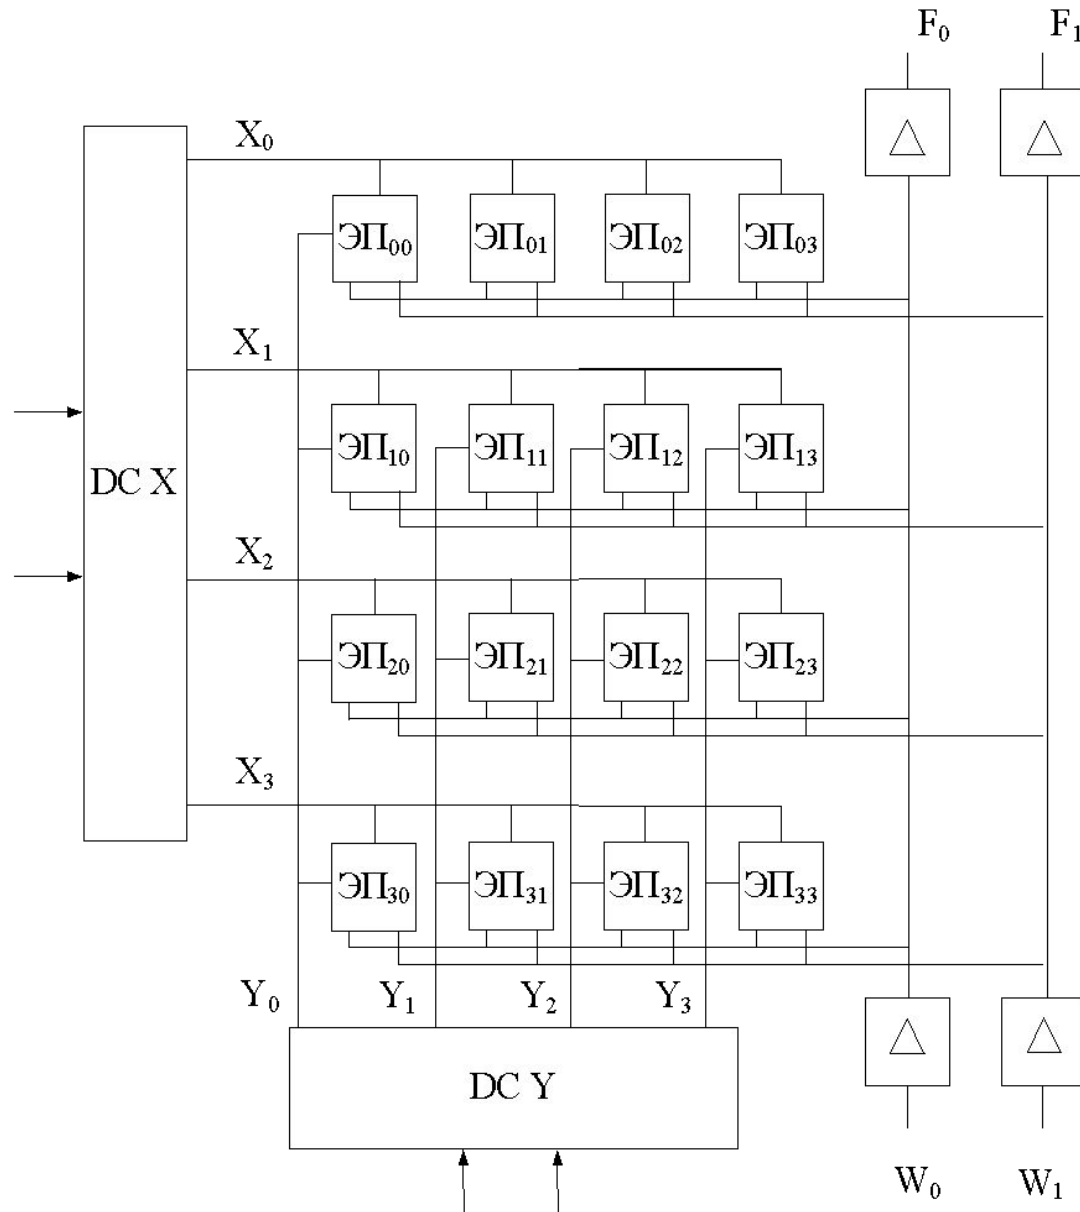 F₀ F₁
X₀
ЭП₀₀ ЭП₀₁ ЭП₀₂ ЭП₀₃
X₁
ЭП₁₀ ЭП₁₁ ЭП₁₂ ЭП₁₃
DC X
X₂
ЭП₂₀ ЭП₂₁ ЭП₂₂ ЭП₂₃
X₃
ЭП₃₀ ЭП₃₁ ЭП₃₂ ЭП₃₃
Y₀ Y₁ Y₂ Y₃
DC Y
W₀ W₁